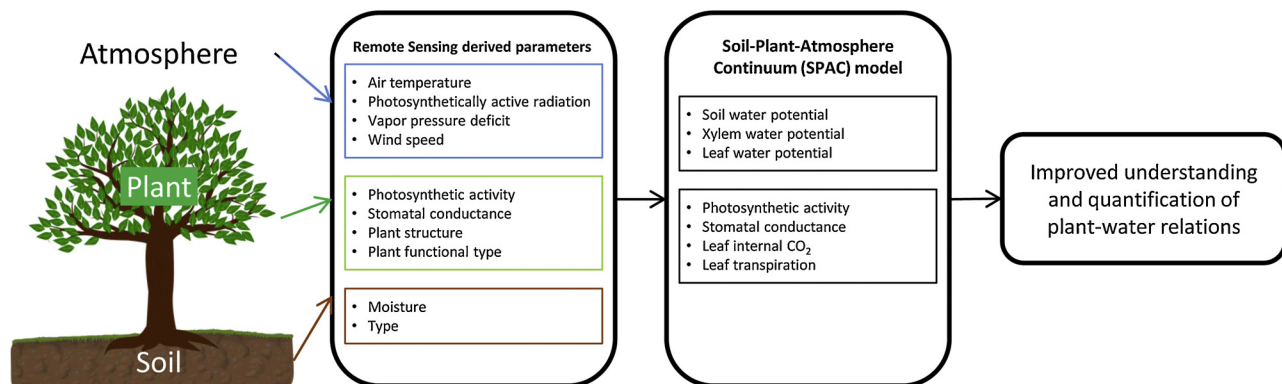 Atmosphere
Plant
Soil
Remote Sensing derived parameters
• Air temperature
• Photosynthetically active radiation
• Vapor pressure deficit
• Wind speed
• Photosynthetic activity
• Stomatal conductance
• Plant structure
• Plant functional type
• Moisture
• Type
Soil-Plant-Atmosphere
Continuum (SPAC) model
• Soil water potential
• Xylem water potential
• Leaf water potential
• Photosynthetic activity
• Stomatal conductance
• Leaf internal CO₂
• Leaf transpiration
Improved understanding
and quantification of
plant-water relations